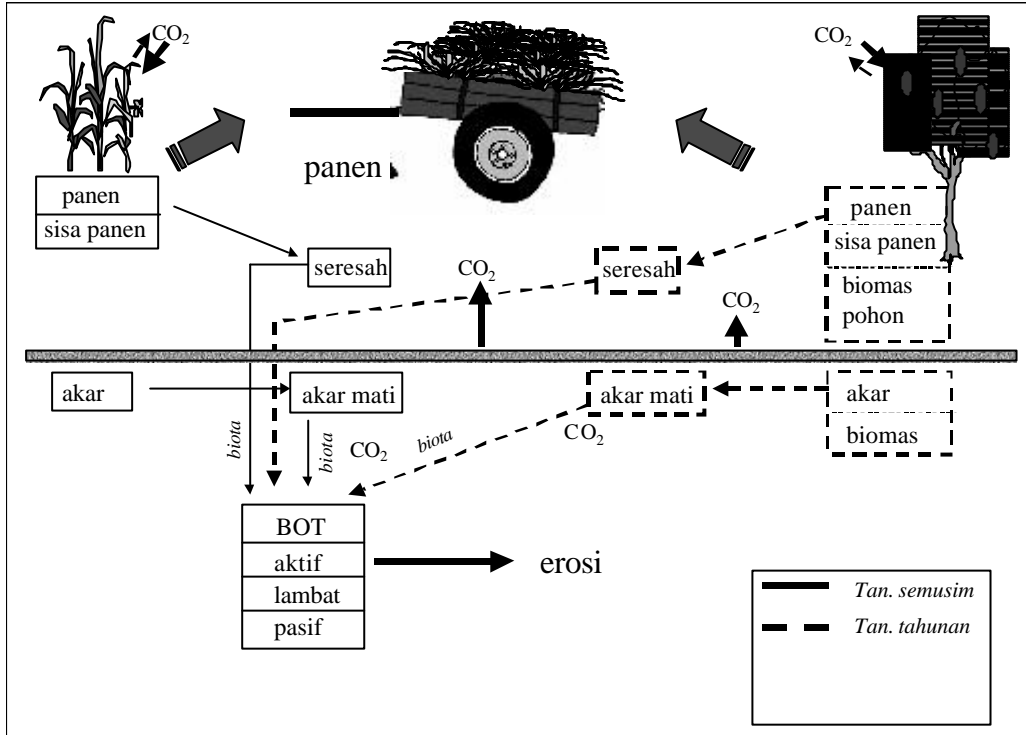 CO₂
CO₂
panen
panen
sisa panen
panen
sisa panen
biomas
pohon
seresah
CO₂
seresah
CO₂
akar
akar mati
akar mati
akar
biomas
biota
biota
CO₂
biota
CO₂
BOT
aktif
lambat
pasif
erosi
Tan. semusim
Tan. tahunan